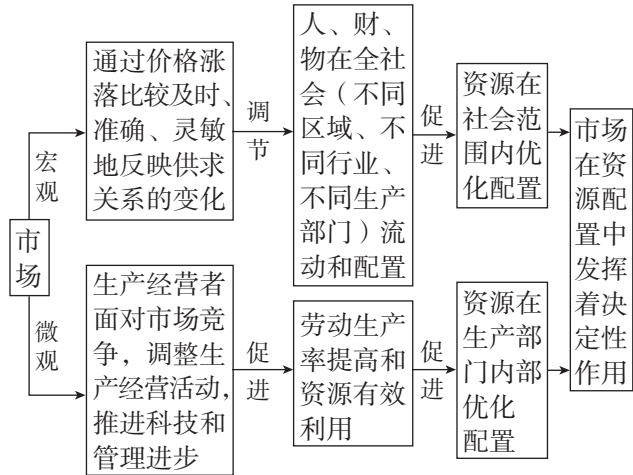 市
场
宏
观
微
观
通过价格涨
落比较及时、
准确、灵敏
地反映供求
关系的变化
调
节
人、财、
物在全社
会（不同
区域、不
同行业、
不同生产
部门）流
动和配置
促
进
资源在
社会范
围内优
化配置
生产经营者
面对市场竞
争，调整生
产经营活动，
推进科技和
管理进步
促
进
劳动生产
率提高和
资源有效
利用
促
进
资源在
生产部
门内部
优化
配置
市场
在资
源配
置中
发挥
着决
定性
作用